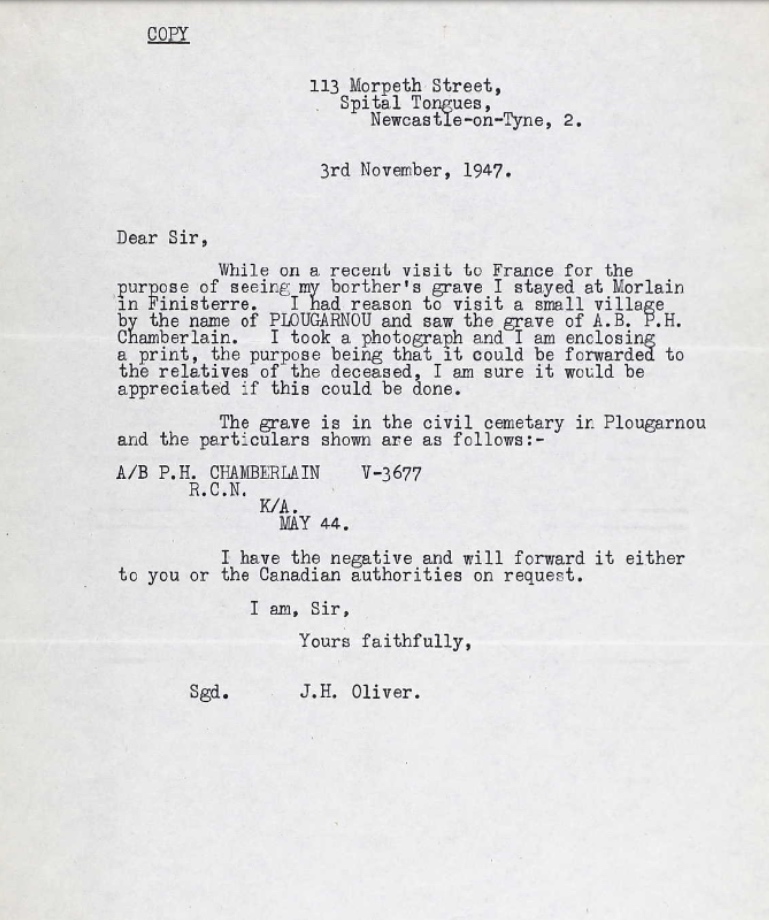 COPY
113 Morpeth Street,
Spital Tongues,
Newcastle-on-Tyne, 2.
3rd November, 1947.
Dear Sir,
While on a recent visit to France for the
purpose of seeing my borther's grave I stayed at Morlain
in Finisterre. I had reason to visit a small village
by the name of PLOUGARNOU and saw the grave of A.B. P.H.
Chamberlain. I took a photograph and I am enclosing
a print, the purpose being that it could be forwarded to
the relatives of the deceased, I am sure it would be
appreciated if this could be done.
The grave is in the civil cemetary in Plougarnou
and the particulars shown are as follows:-
A/B P.H. CHAMBERLAIN V-3677
R.C.N.
K/A.
MAY 44.
I have the negative and will forward it either
to you or the Canadian authorities on request.
I am, Sir,
Yours faithfully,
Sgd. J.H. Oliver.